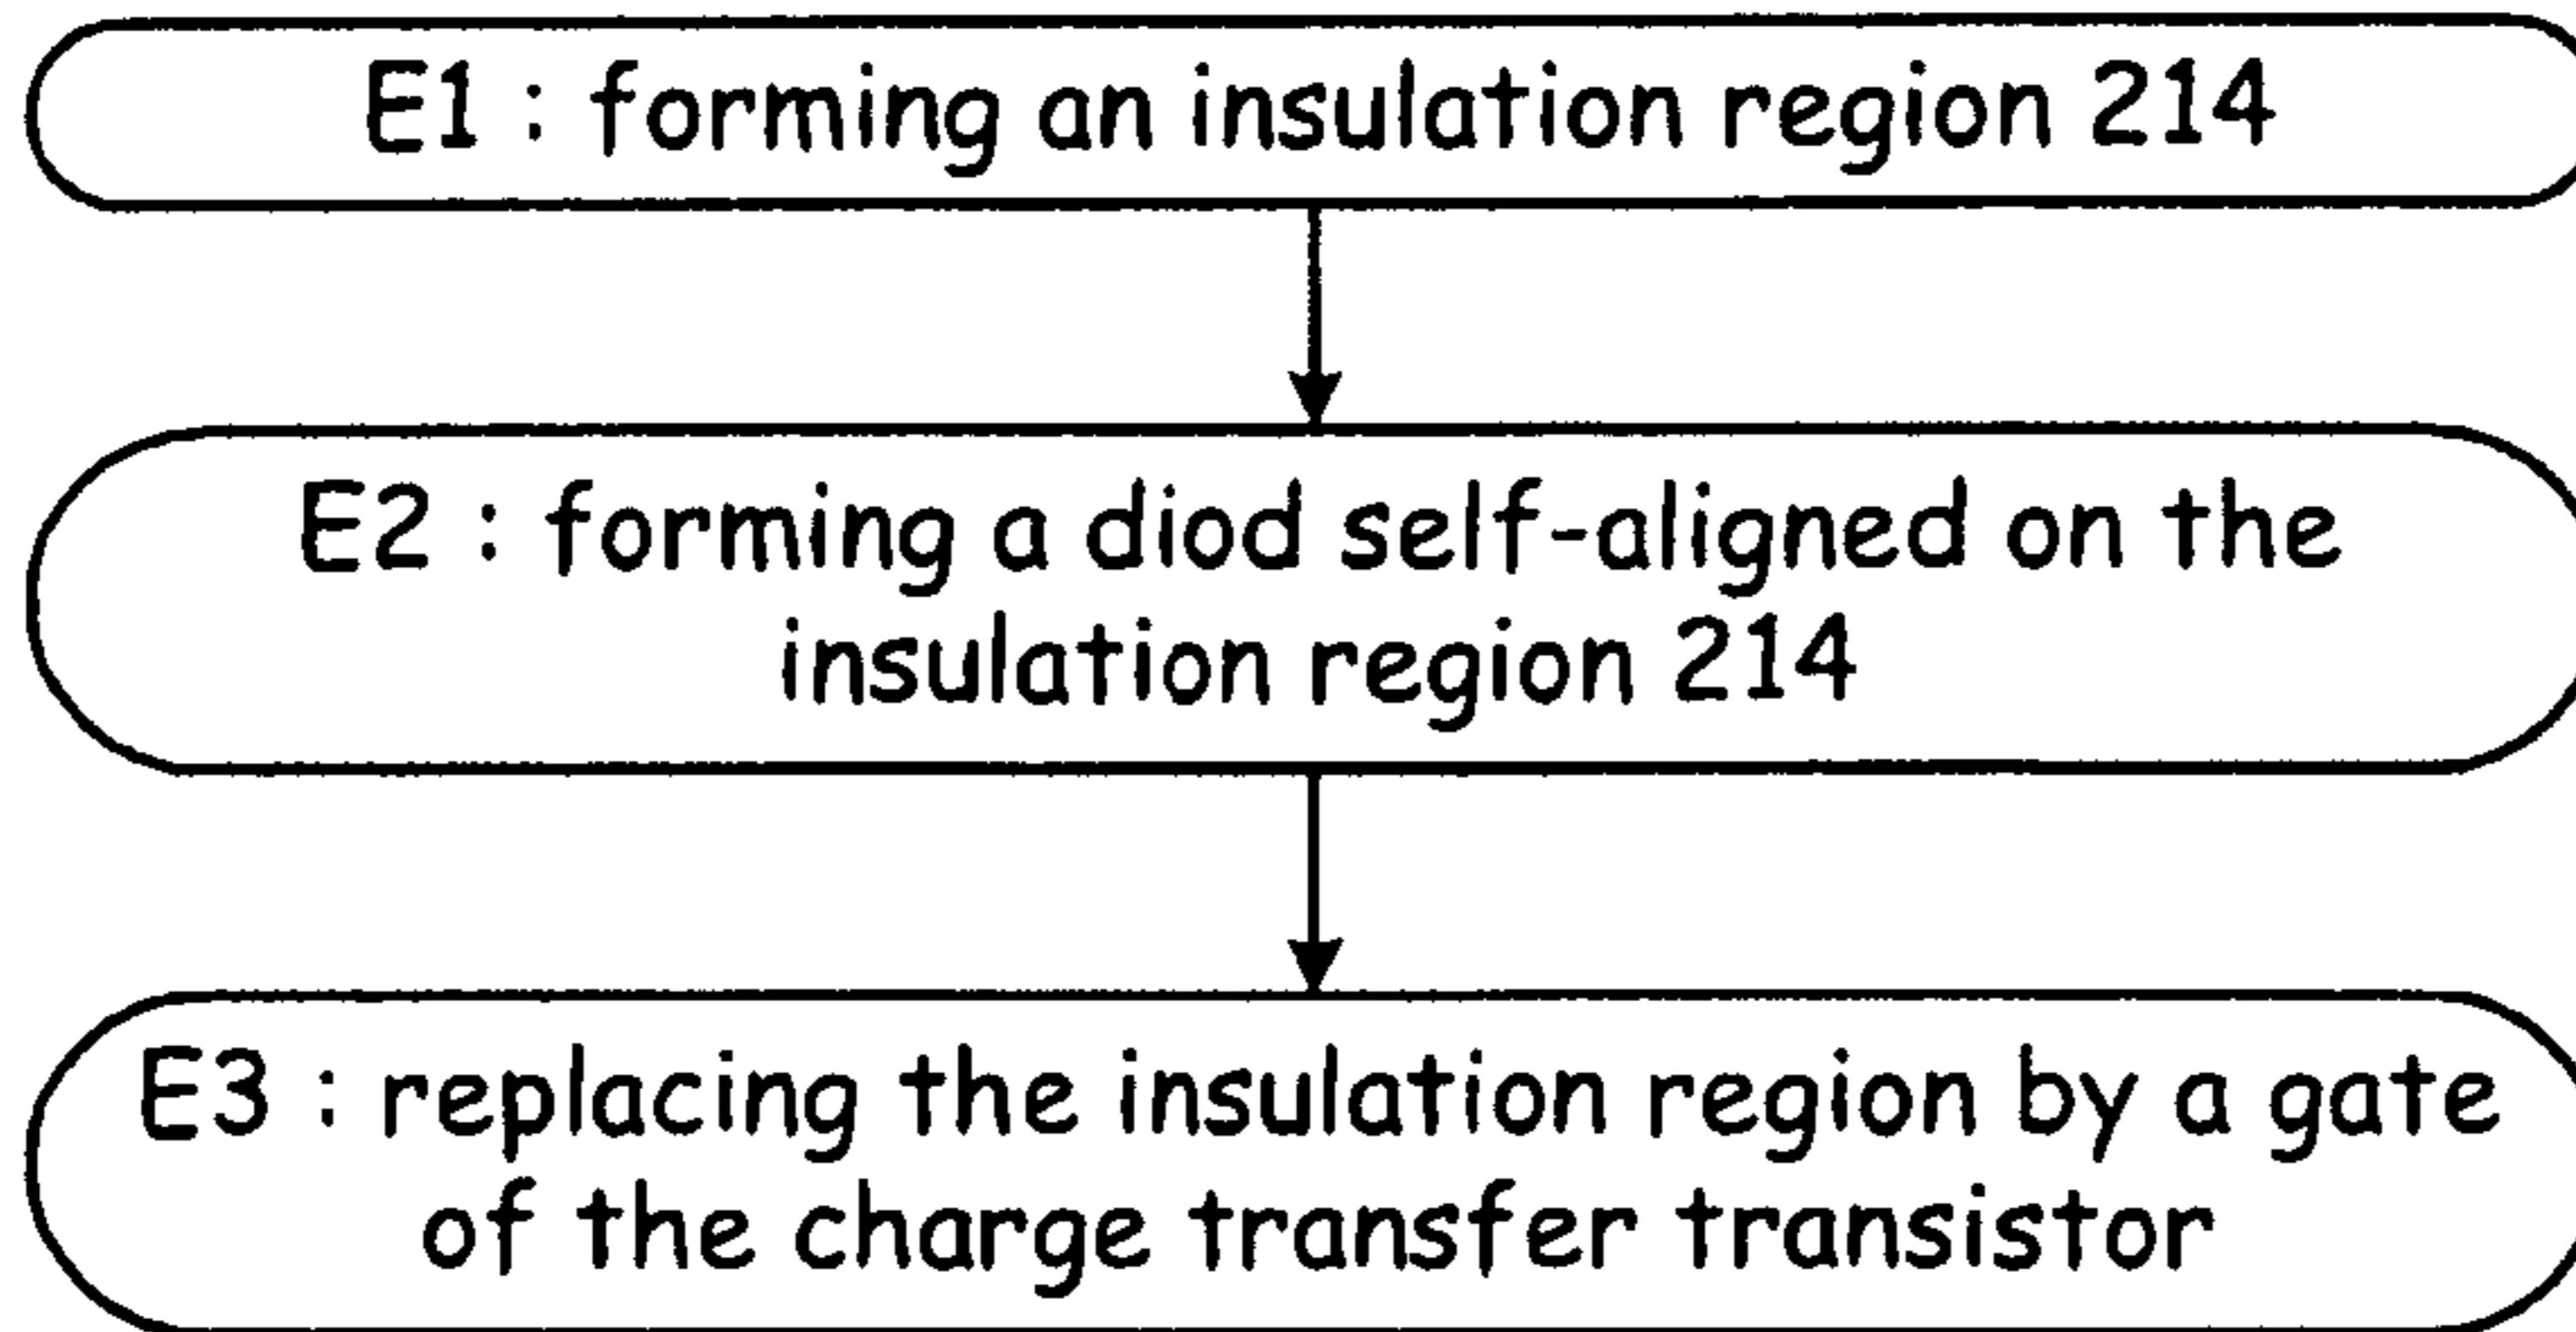 E1 : forming an insulation region 214
E2 : forming a diod self-aligned on the
insulation region 214
E3 : replacing the insulation region by a gate
of the charge transfer transistor